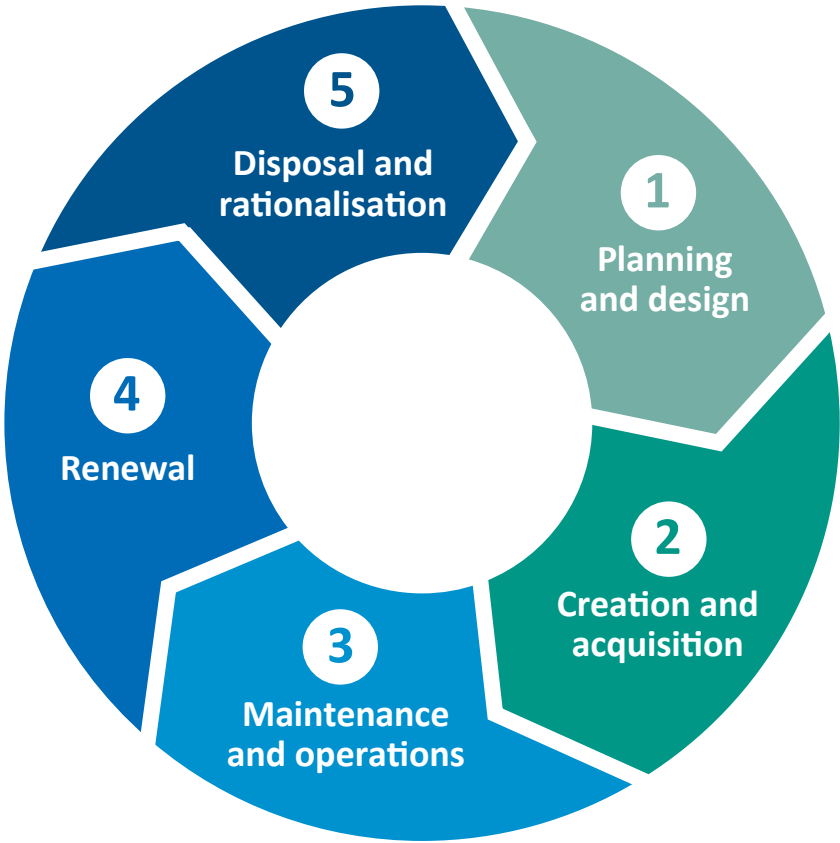 1
Planning
and design
2
Creation and
acquisition
3
Maintenance
and operations
4
Renewal
5
Disposal and
rationalisation